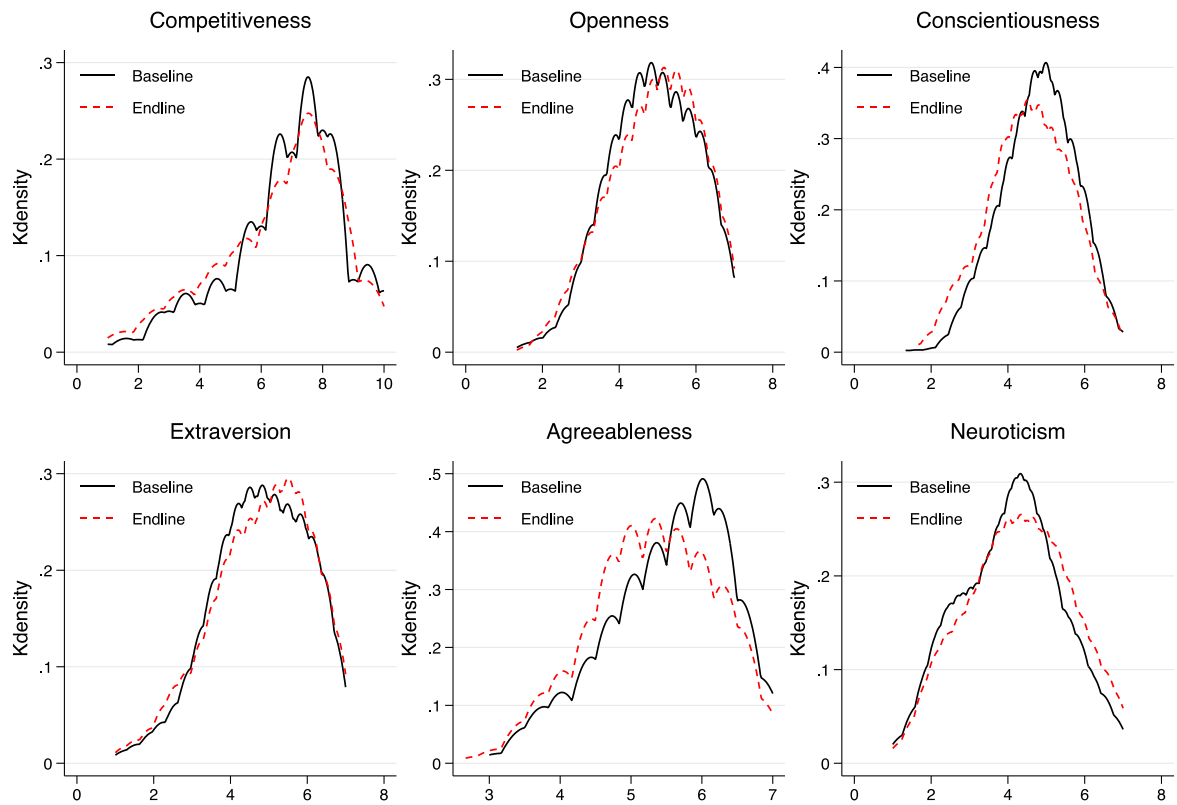 Competitiveness
Baseline
Endline
Kdensity
.3
.2
.1
0
0 2 4 6 8 10
Openness
Baseline
Endline
Kdensity
.3
.2
.1
0
0 2 4 6 8
Conscientiousness
Baseline
Endline
Kdensity
.4
.3
.2
.1
0
0 2 4 6 8
Extraversion
Baseline
Endline
Kdensity
.3
.2
.1
0
0 2 4 6 8
Agreeableness
Baseline
Endline
Kdensity
.5
.4
.3
.2
.1
0
3 4 5 6 7
Neuroticism
Baseline
Endline
Kdensity
.3
.2
.1
0
0 2 4 6 8